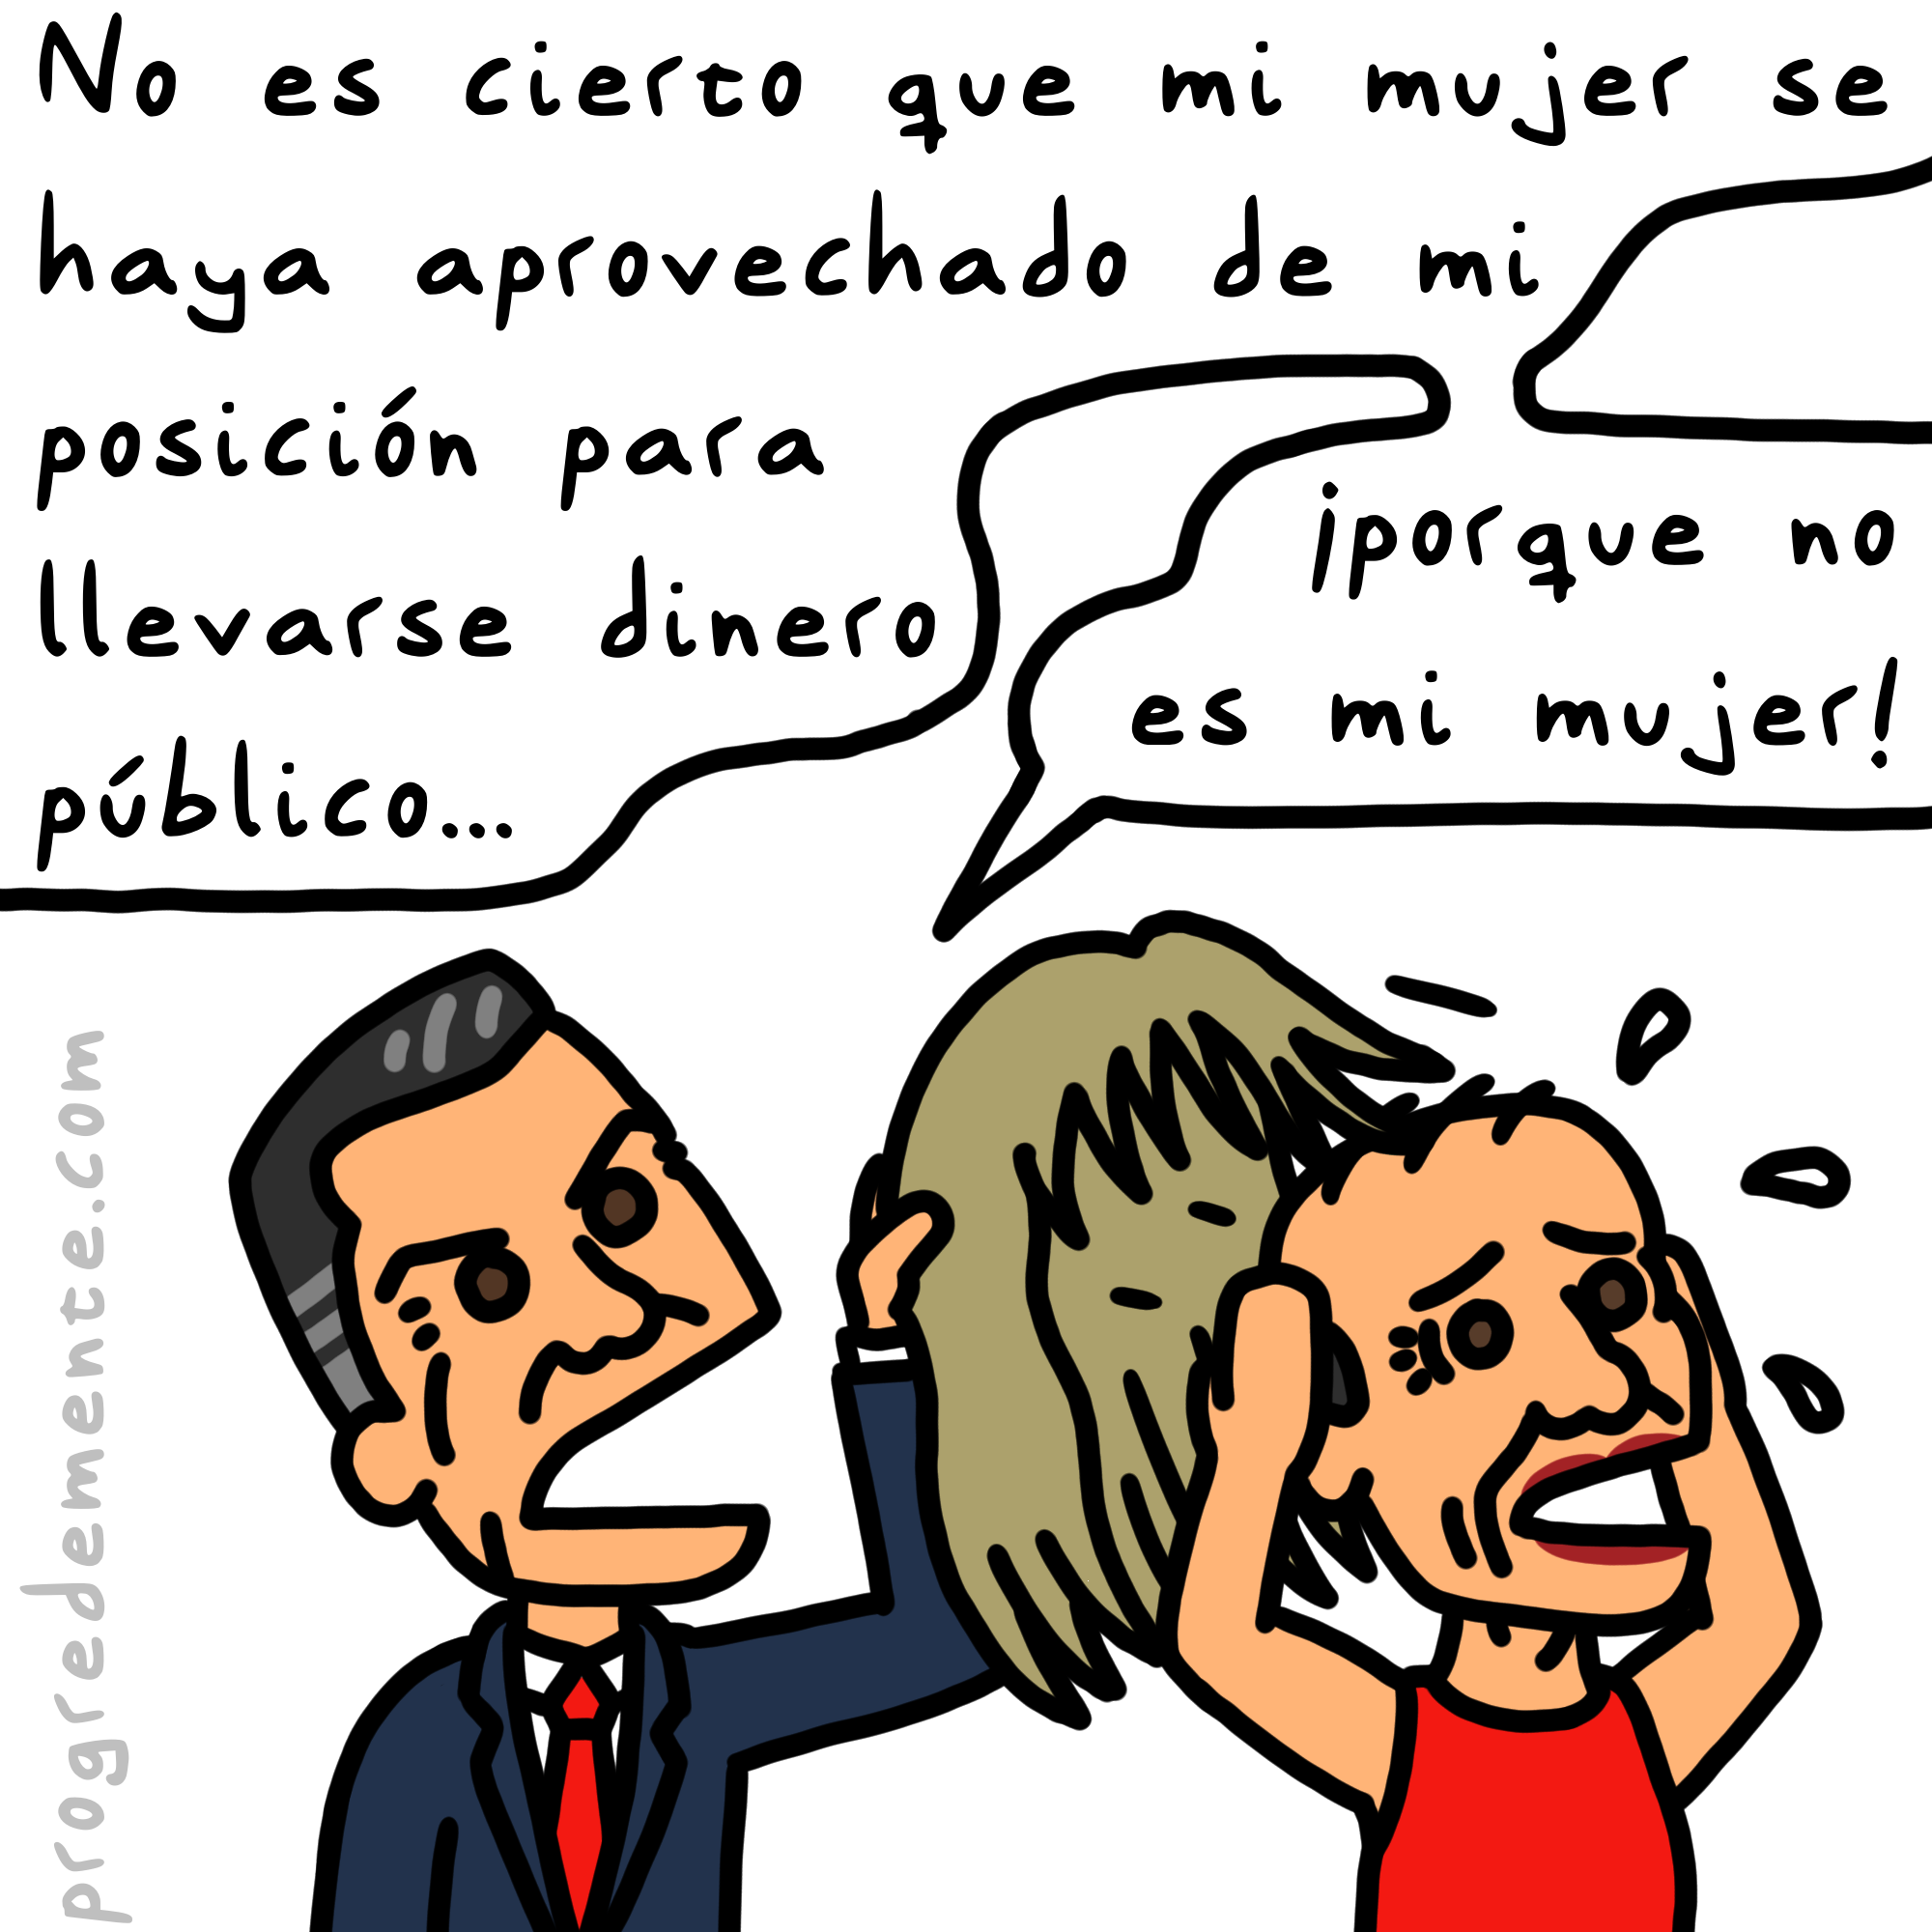 No es cierto que mi mujer se
haya aprovechado de mi
posición para
llevarse dinero
público...
¡porque no
es mi mujer!
progredemente.com